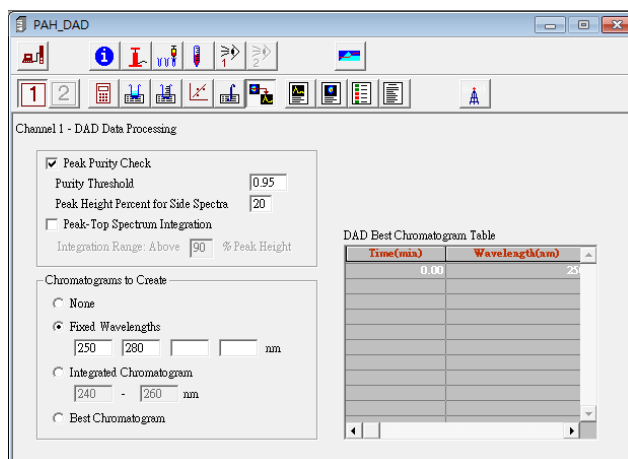 PAH_DAD
1 2
1 2
Channel 1 - DAD Data Processing
Peak Purity Check
Purity Threshold 0.95
Peak Height Percent for Side Spectra 20
Peak-Top Spectrum Integration
Integration Range: Above 90 % Peak Height
Chromatograms to Create
None
Fixed Wavelengths
250 280 nm
Integrated Chromatogram
240 - 260 nm
Best Chromatogram
DAD Best Chromatogram Table
Time(min) Wavelength(nm)
0.00